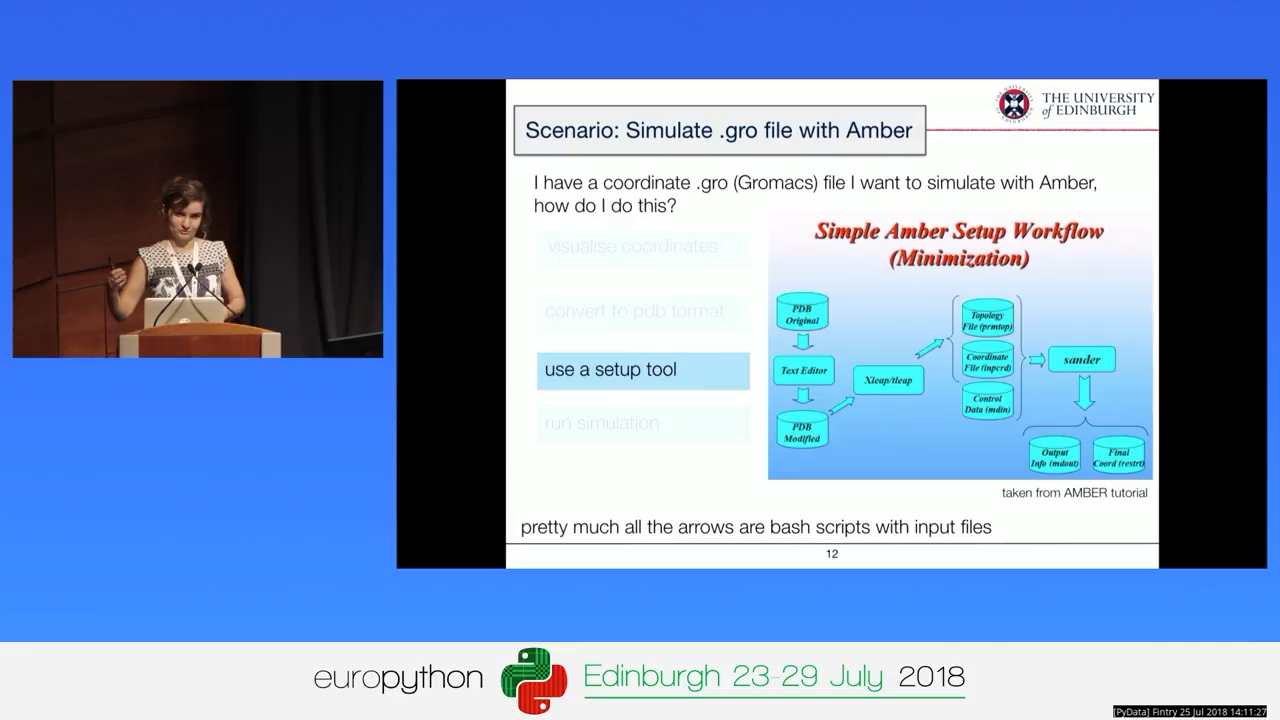 THE UNIVERSITY
of EDINBURGH
Scenario: Simulate .gro file with Amber
I have a coordinate .gro (Gromacs) file I want to simulate with Amber,
how do I do this?
visualise coordinates
convert to pdb format
use a setup tool
run simulation
Simple Amber Setup Workflow
(Minimization)
PDB
Original
Text Editor
PDB
Modified
Xleap/tleap
Topology
File (prmtop)
Coordinate
File (inpcrd)
Control
Data (mdin)
sander
Output
Info (mdout)
Final
Coord (restrt)
taken from AMBER tutorial
pretty much all the arrows are bash scripts with input files
12
europython
Edinburgh 23-29 July 2018
[PyData] Fintry 25 Jul 2018 14:11:27